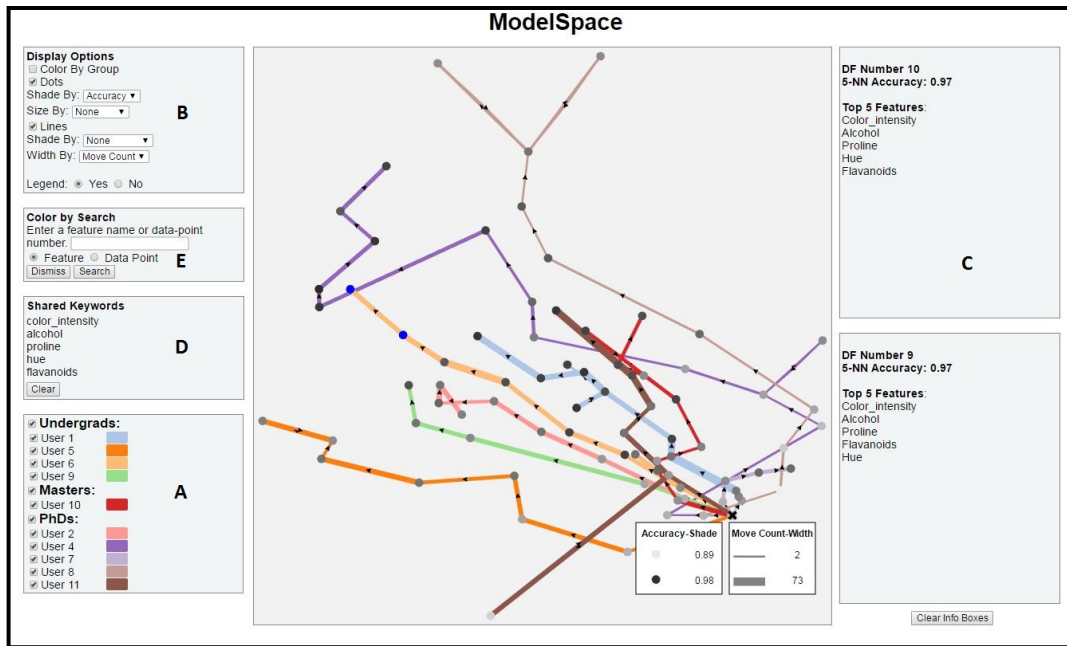 ModelSpace
Display Options
Color By Group
Dots
Shade By: Accuracy
Size By: None
B
Lines
Shade By: None
Width By: Move Count
Legend: Yes No
Color by Search
Enter a feature name or data-point
number.
Feature Data Point
E
Dismiss Search
Shared Keywords
color_intensity
alcohol
proline
D
hue
flavanoids
Clear
Undergrads:
User 1
User 5
User 6
User 9
Masters:
A
User 10
PhDs:
User 2
User 4
User 7
User 8
User 11
Accuracy-Shade
0.89
0.98
Move Count-Width
2
73
DF Number 10
5-NN Accuracy: 0.97
Top 5 Features:
Color_intensity
Alcohol
Proline
Hue
Flavanoids
C
DF Number 9
5-NN Accuracy: 0.97
Top 5 Features:
Color_intensity
Alcohol
Proline
Flavanoids
Hue
Clear Info Boxes